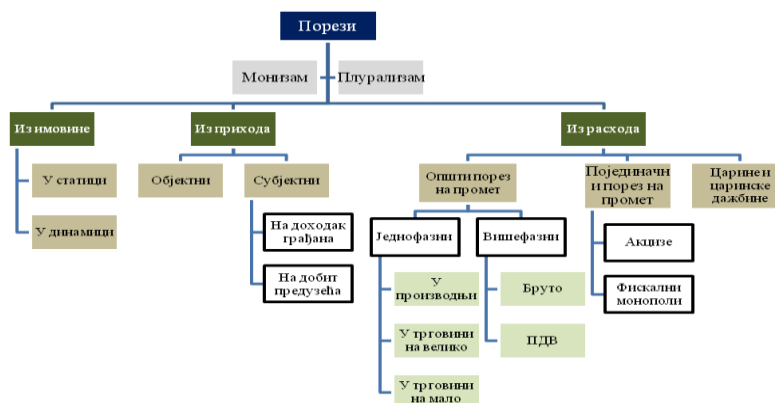 Порези
Монизам
Плурализам
Из имовине
Из прихода
Из расхода
У статици
У динамици
Објектни
Субјектни
На доходак
грађана
На добит
предузећа
Општи порез
на промет
Једнофазни
У
производњи
У трговини
на велико
У трговини
на мало
Вишефазни
Бруто
ПДВ
Појединачн
и порез на
промет
Акцизе
Фискални
монополи
Царине и
царинске
дажбине